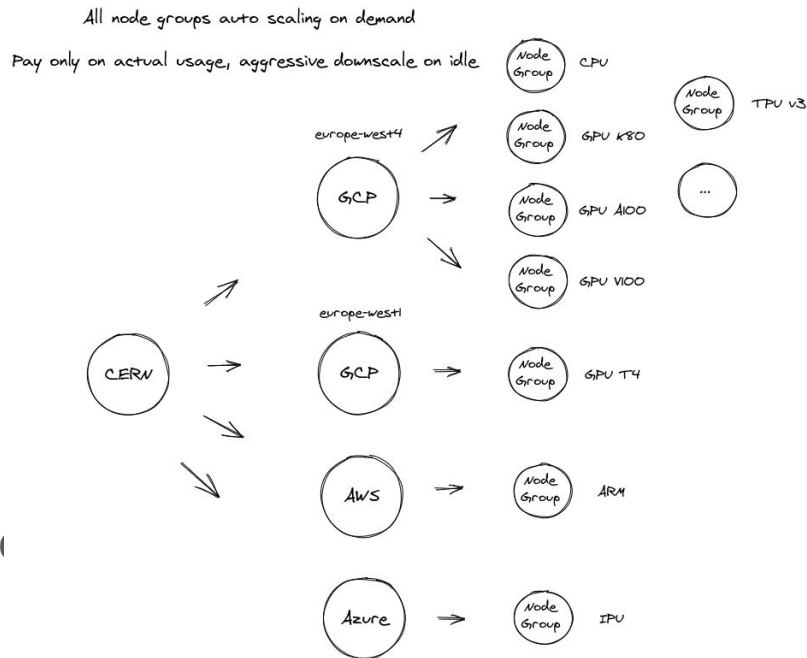 All node groups auto scaling on demand
Pay only on actual usage, aggressive downscale on idle
Node
Group
CPU
Node
Group
TPU v3
europe-west4
Node
Group
GPU K80
GCP
...
Node
Group
GPU A100
Node
Group
GPU V100
europe-west1
CERN
GCP
Node
Group
GPU T4
AWS
Node
Group
ARM
Azure
Node
Group
IPU